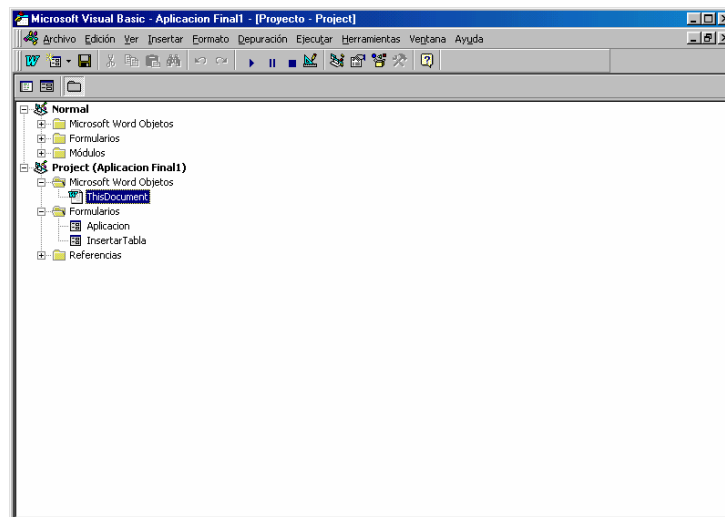 Microsoft Visual Basic - Aplicacion Final1 - [Proyecto - Project]
Archivo Edición Ver Insertar Formato Depuración Ejecutar Herramientas Ventana Ayuda
Normal
Microsoft Word Objetos
Formularios
Módulos
Project (Aplicacion Final1)
Microsoft Word Objetos
ThisDocument
Formularios
Aplicacion
InsertarTabla
Referencias